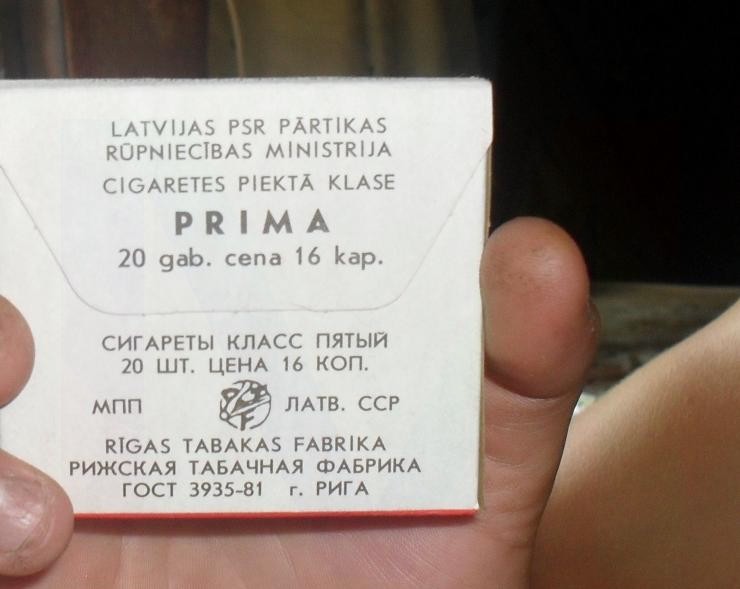 LATVIJAS PSR PĀRTIKAS
RŪPNIECĪBAS MINISTRIJA
CIGARETES PIEKTĀ KLASE
PRIMA
20 gab. cena 16 kap.
СИГАРЕТЫ КЛАСС ПЯТЫЙ
20 ШТ. ЦЕНА 16 КОП.
МПП ЛАТВ. ССР
RĪGAS TABAKAS FABRIKA
РИЖСКАЯ ТАБАЧНАЯ ФАБРИКА
ГОСТ 3935-81 г. РИГА